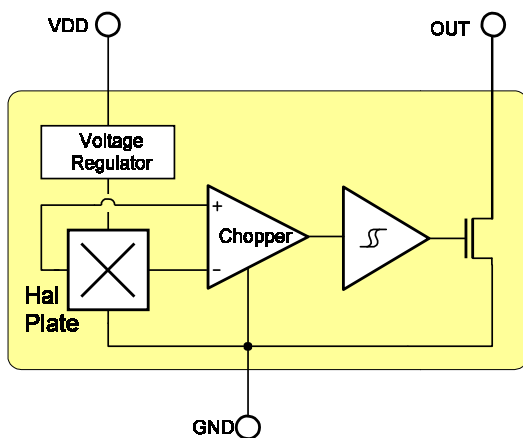 VDD
OUT
Voltage
Regulator
+
Chopper
−
Hal
Plate
GND